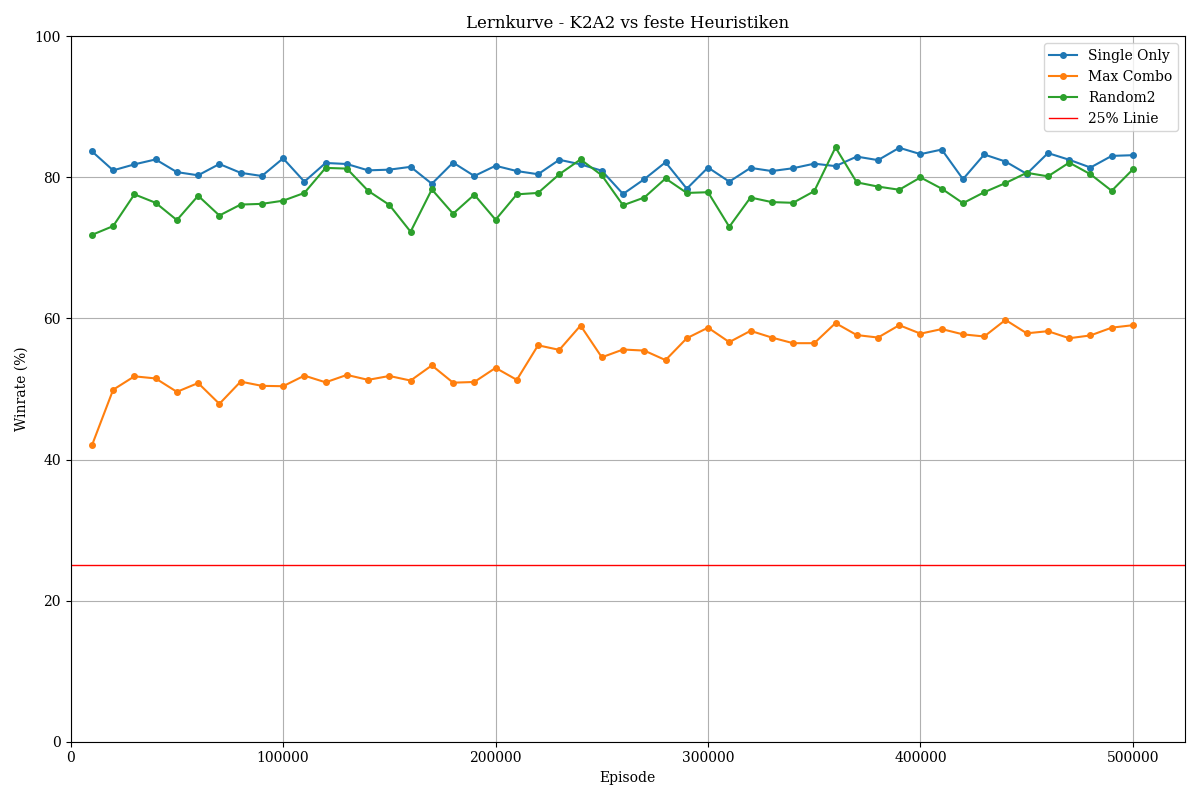 Lernkurve - K2A2 vs feste Heuristiken
100
80
60
40
20
0
Winrate (%)
0 100000 200000 300000 400000 500000
Episode
Single Only
Max Combo
Random2
25% Linie